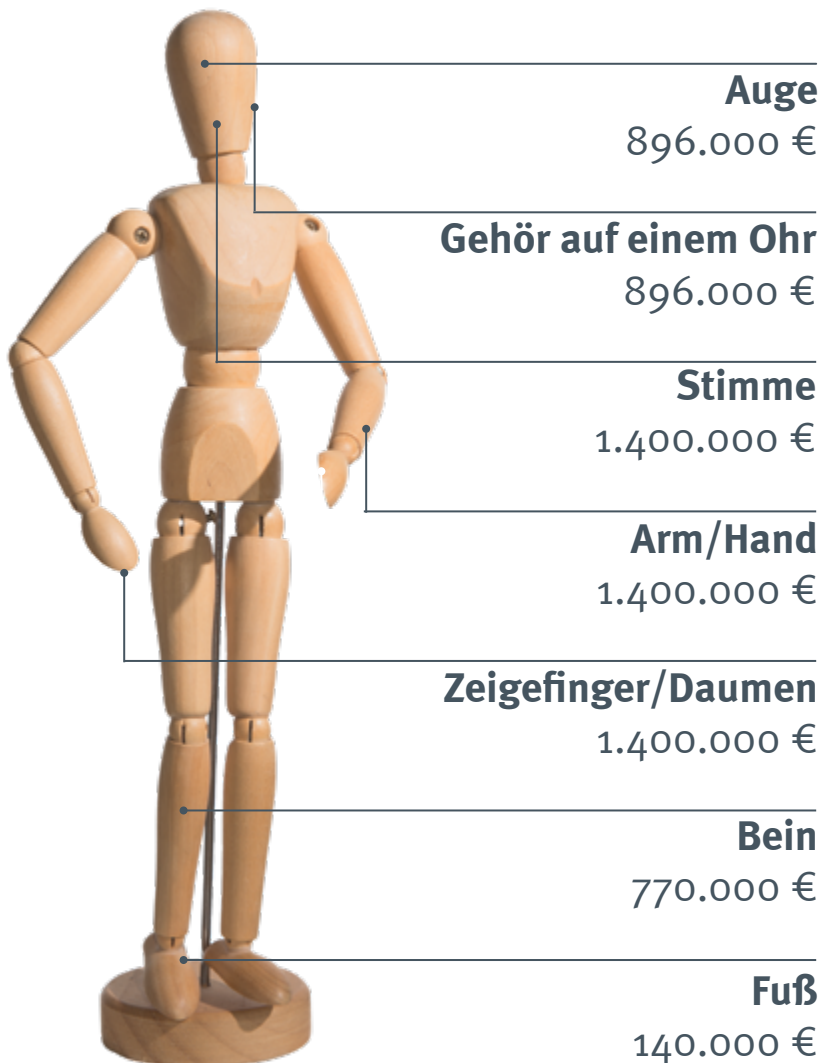 Auge
896.000 €
Gehör auf einem Ohr
896.000 €
Stimme
1.400.000 €
Arm/Hand
1.400.000 €
Zeigefinger/Daumen
1.400.000 €
Bein
770.000 €
Fuß
140.000 €